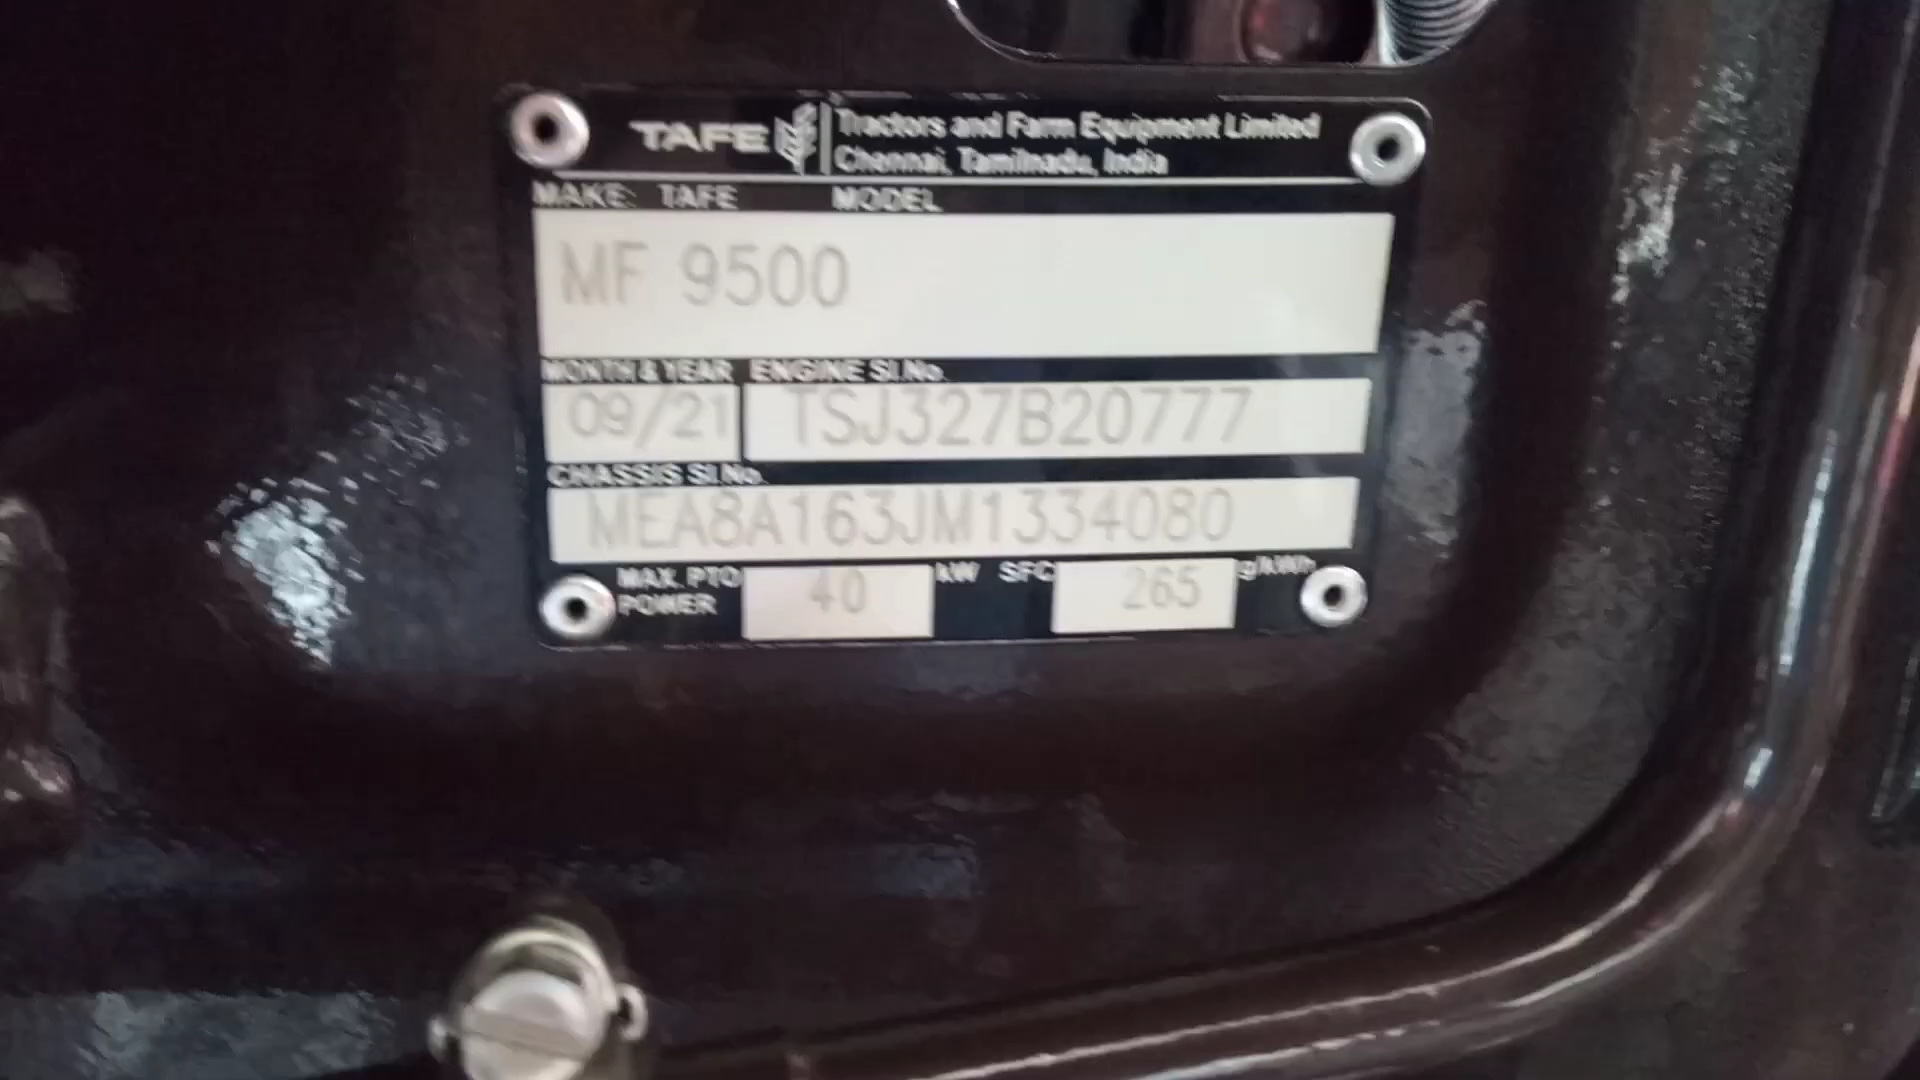 TAFE Tractors and Farm Equipment Limited
Chennai, Tamilnadu, India
MAKE: TAFE MODEL
MF 9500
MONTH & YEAR ENGINE Sl.No.
09/21 TSJ327B20777
CHASSIS Sl.No.
MEA8A163JM1334080
MAX. PTO POWER 40 kW SFC 265 g/kWh